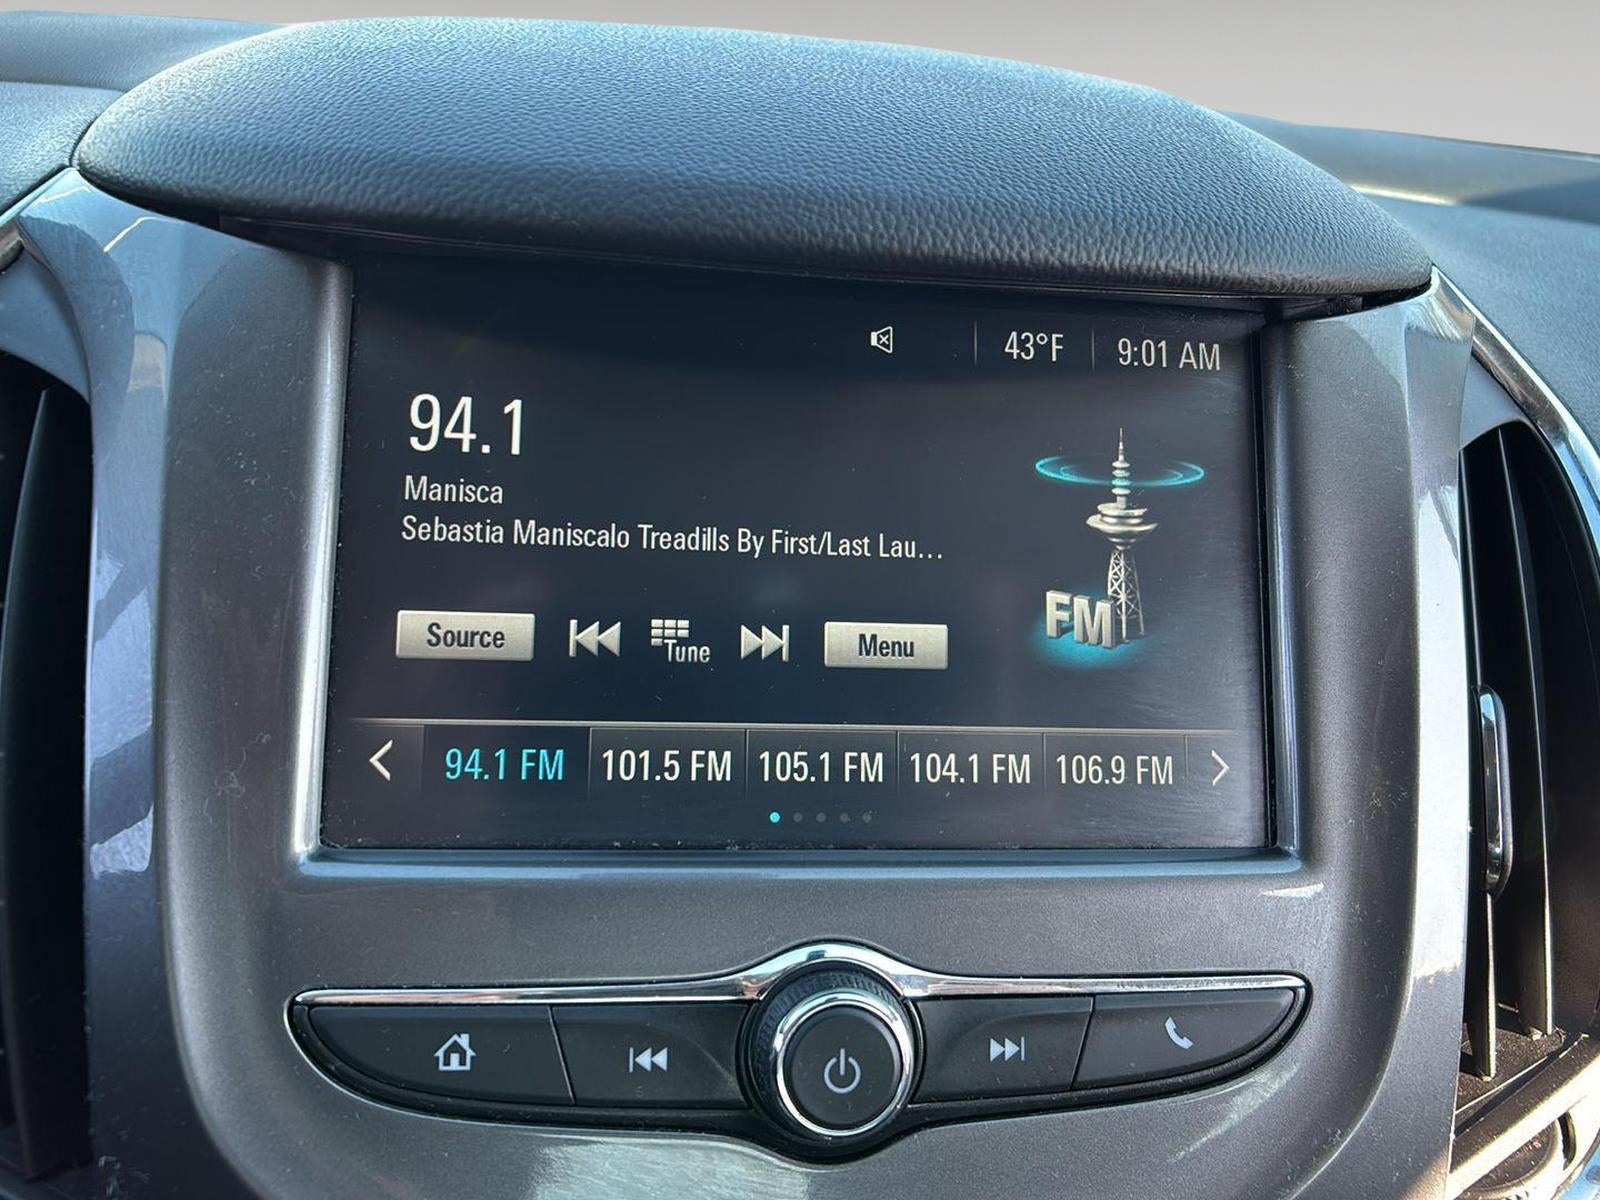 43°F 9:01 AM
94.1
Manisca
Sebastia Maniscalo Treadills By First/Last Lau...
FM
Source Tune Menu
94.1 FM 101.5 FM 105.1 FM 104.1 FM 106.9 FM